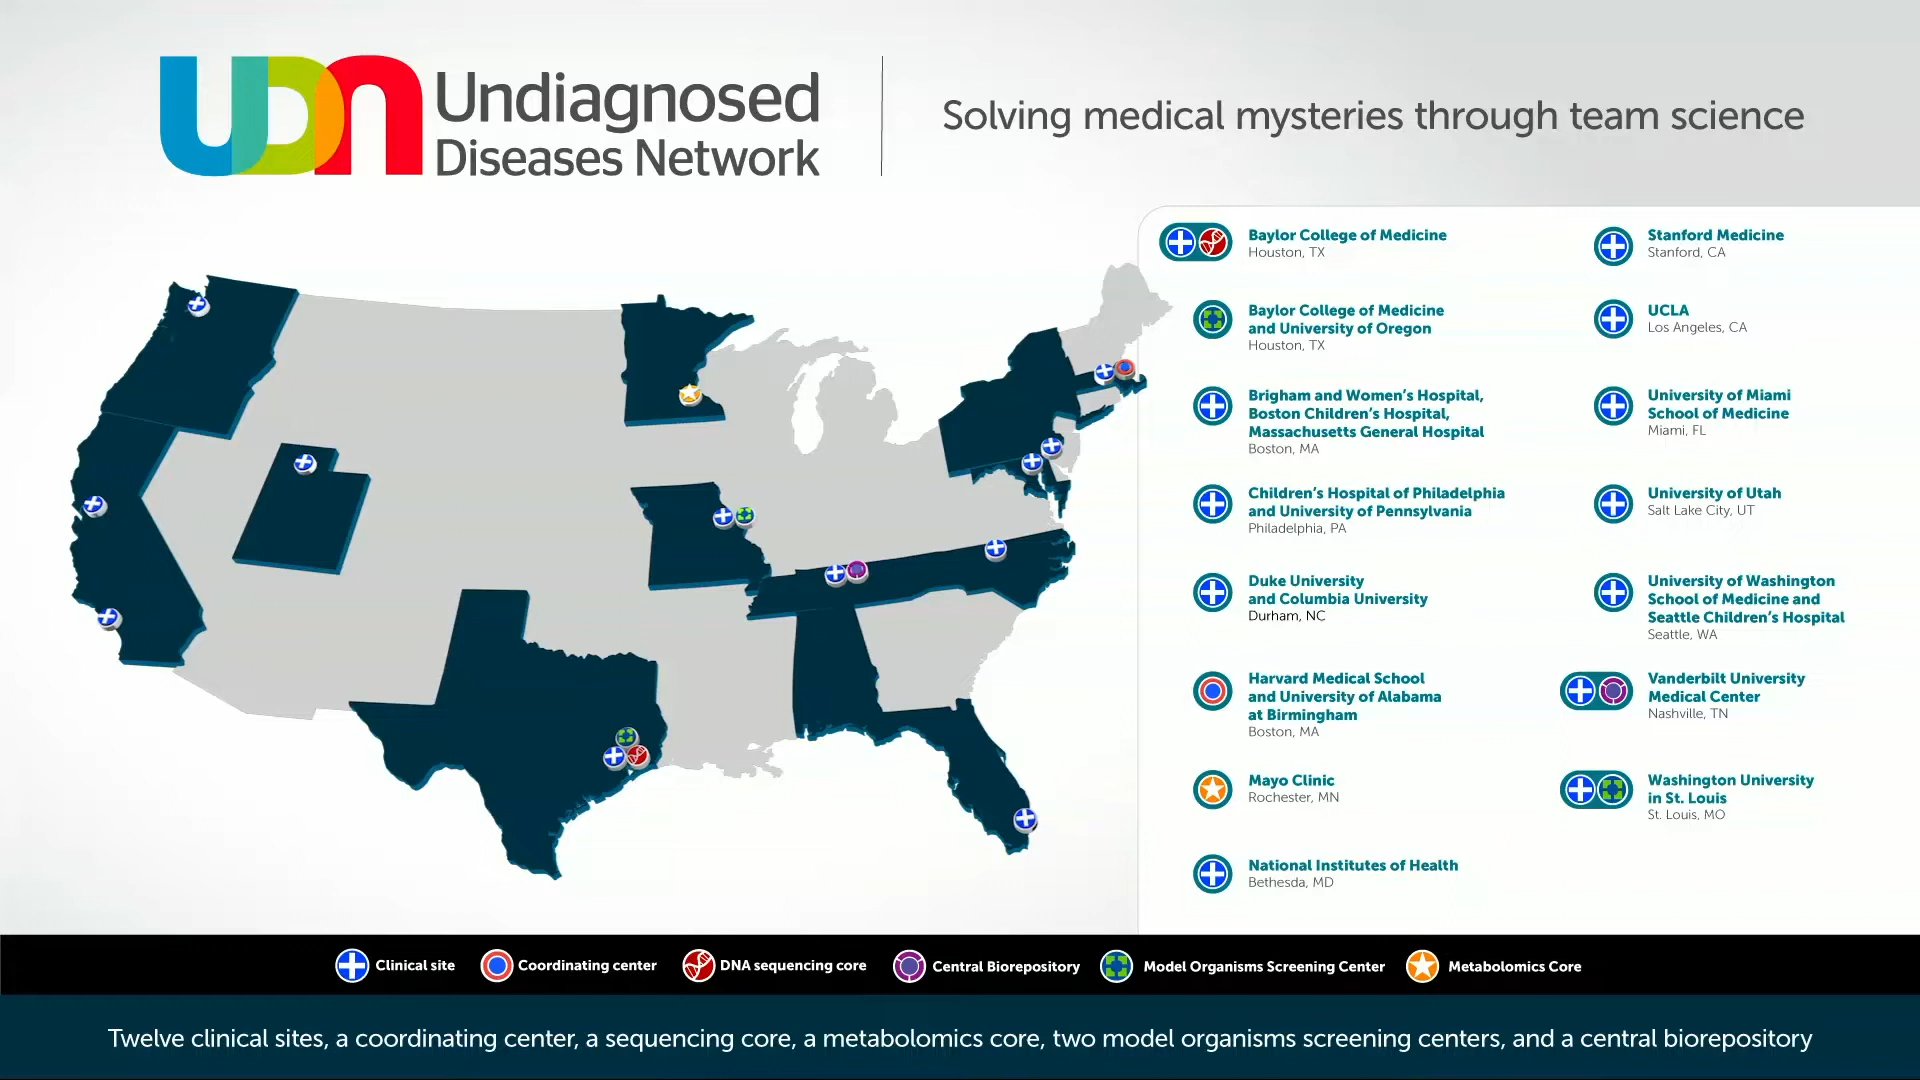 UDN Undiagnosed
Diseases Network
Solving medical mysteries through team science
Baylor College of Medicine
Houston, TX
Baylor College of Medicine
and University of Oregon
Houston, TX
Brigham and Women's Hospital,
Boston Children's Hospital,
Massachusetts General Hospital
Boston, MA
Children's Hospital of Philadelphia
and University of Pennsylvania
Philadelphia, PA
Duke University
and Columbia University
Durham, NC
Harvard Medical School
and University of Alabama
at Birmingham
Boston, MA
Mayo Clinic
Rochester, MN
National Institutes of Health
Bethesda, MD
Stanford Medicine
Stanford, CA
UCLA
Los Angeles, CA
University of Miami
School of Medicine
Miami, FL
University of Utah
Salt Lake City, UT
University of Washington
School of Medicine and
Seattle Children's Hospital
Seattle, WA
Vanderbilt University
Medical Center
Nashville, TN
Washington University
in St. Louis
St. Louis, MO
Clinical site
Coordinating center
DNA sequencing core
Central Biorepository
Model Organisms Screening Center
Metabolomics Core
Twelve clinical sites, a coordinating center, a sequencing core, a metabolomics core, two model organisms screening centers, and a central biorepository